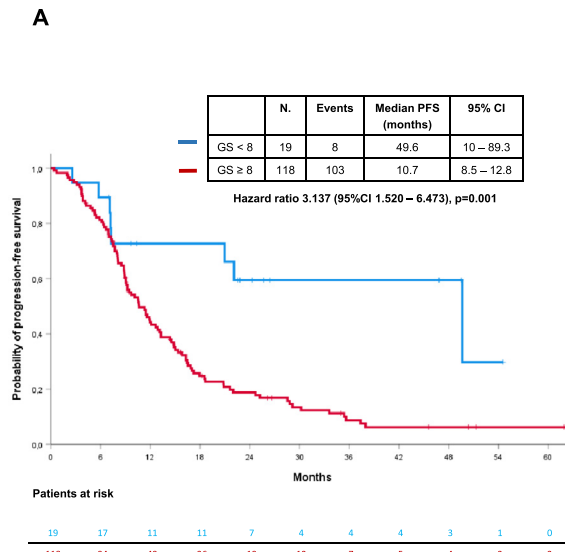 A
N. Events Median PFS (months) 95% CI
GS < 8 19 8 49.6 10 – 89.3
GS ≥ 8 118 103 10.7 8.5 – 12.8
Hazard ratio 3.137 (95%CI 1.520 – 6.473), p=0.001
Probability of progression-free survival
1,0
0,8
0,6
0,4
0,2
0,0
0 6 12 18 24 30 36 42 48 54 60
Months
Patients at risk
19 17 11 11 7 4 4 4 3 1 0